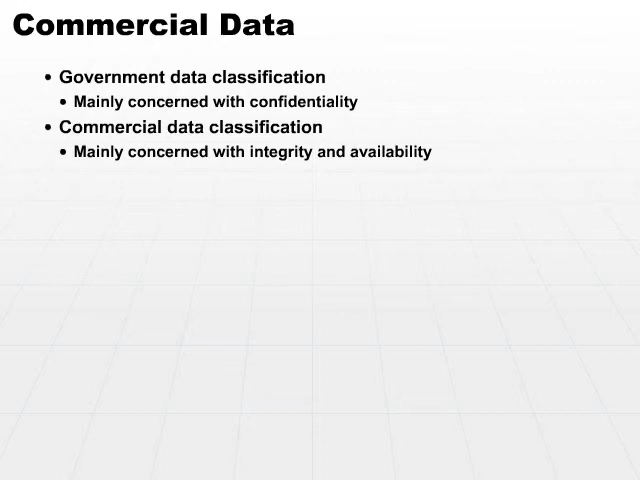 Commercial Data
• Government data classification
• Mainly concerned with confidentiality
• Commercial data classification
• Mainly concerned with integrity and availability